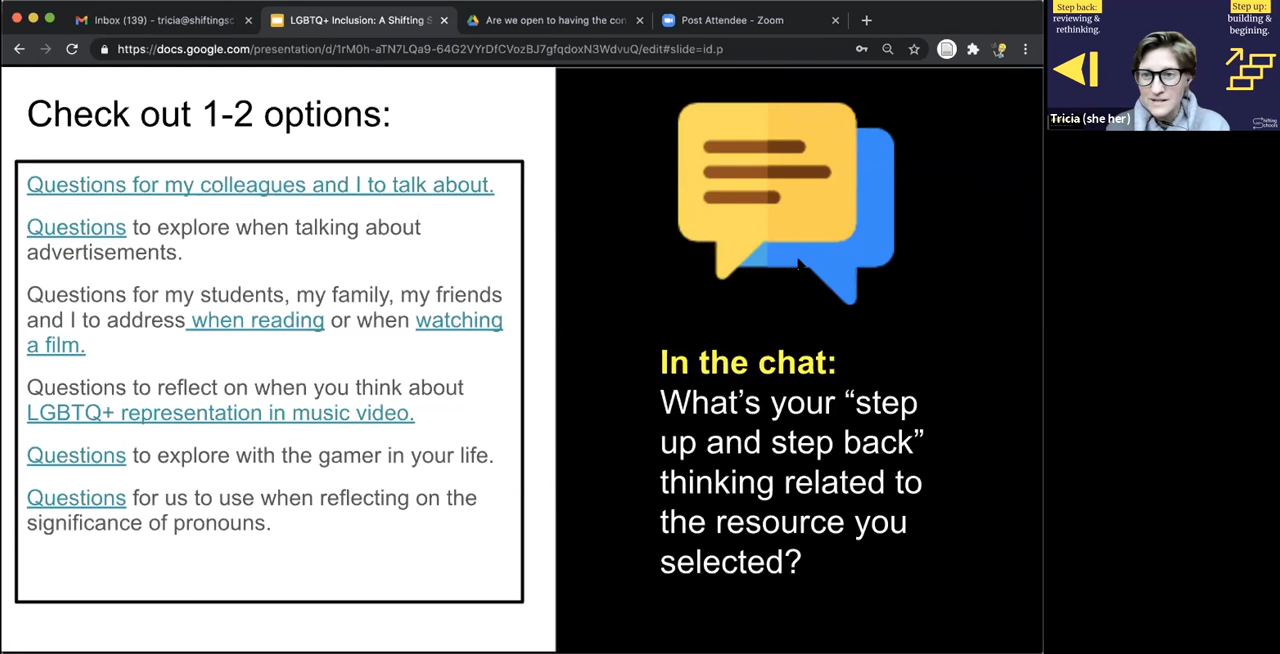 Inbox (139) - tricia@shiftingsc
LGBTQ+ Inclusion: A Shifting S
Are we open to having the con
Post Attendee - Zoom
https://docs.google.com/presentation/d/1rM0h-aTN7LQa9-64G2VYrDfCVozBJ7gfqdoxN3WdvuQ/edit#slide=id.p
Check out 1-2 options:
Questions for my colleagues and I to talk about.
Questions to explore when talking about
advertisements.
Questions for my students, my family, my friends
and I to address when reading or when watching
a film.
Questions to reflect on when you think about
LGBTQ+ representation in music video.
Questions to explore with the gamer in your life.
Questions for us to use when reflecting on the
significance of pronouns.
In the chat:
What's your “step
up and step back”
thinking related to
the resource you
selected?
Step back:
reviewing &
rethinking.
Step up:
building &
begining.
Tricia (she her)
Shifting
Schools